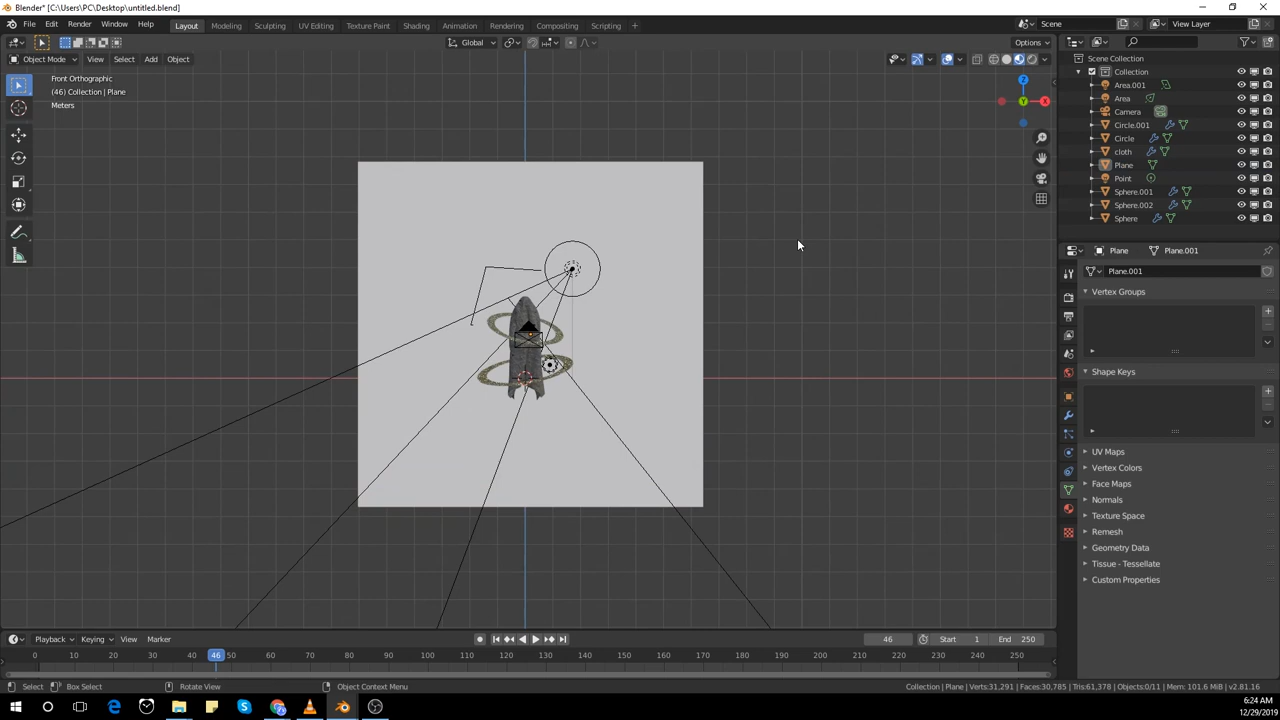 Blender* [C:\Users\PC\Desktop\untitled.blend]
File Edit Render Window Help Layout Modeling Sculpting UV Editing Texture Paint Shading Animation Rendering Compositing Scripting + Scene View Layer
Global Options
Object Mode View Select Add Object
Front Orthographic
(46) Collection | Plane
Meters
Z
Y
X
Scene Collection
Collection
Area.001
Area
Camera
Circle.001
Circle
cloth
Plane
Point
Sphere.001
Sphere.002
Sphere
Plane Plane.001
Plane.001
Vertex Groups
Shape Keys
UV Maps
Vertex Colors
Face Maps
Normals
Texture Space
Remesh
Geometry Data
Tissue - Tessellate
Custom Properties
Playback Keying View Marker 46 Start 1 End 250
0 10 20 30 40 46 50 60 70 80 90 100 110 120 130 140 150 160 170 180 190 200 210 220 230 240 250
Select Box Select Rotate View Object Context Menu Collection | Plane | Verts:31,291 | Faces:30,785 | Tris:61,378 | Objects:0/11 | Mem: 101.6 MiB | v2.81.16
6:24 AM
12/29/2019